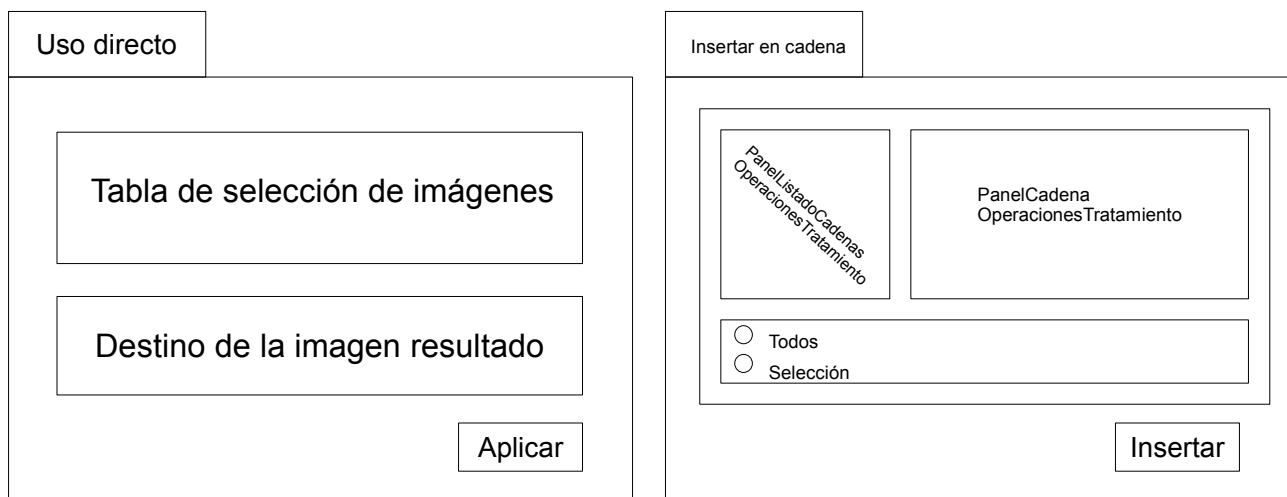 Uso directo
Tabla de selección de imágenes
Destino de la imagen resultado
Aplicar
Insertar en cadena
PanelListadoCadenas
OperacionesTratamiento
PanelCadena
OperacionesTratamiento
Todos
Selección
Insertar